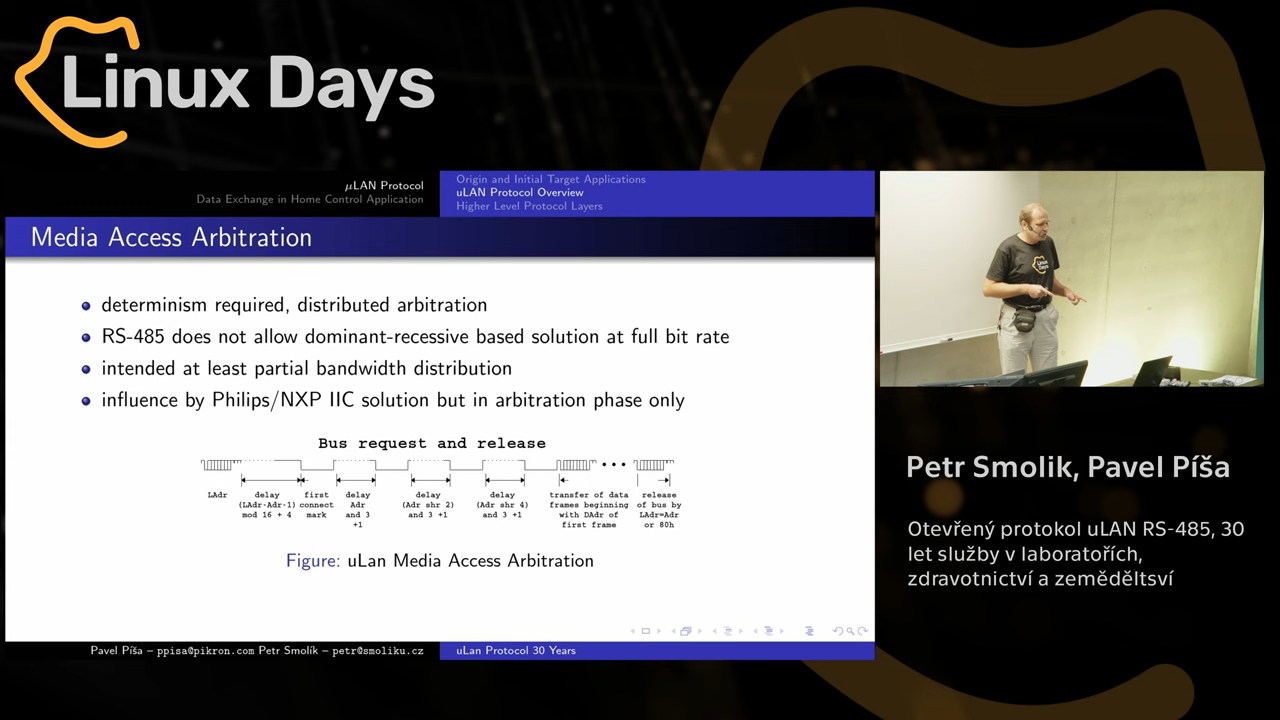 Linux Days
μLAN Protocol
Data Exchange in Home Control Application
Origin and Initial Target Applications
uLAN Protocol Overview
Higher Level Protocol Layers
Media Access Arbitration
determinism required, distributed arbitration
RS-485 does not allow dominant-recessive based solution at full bit rate
intended at least partial bandwidth distribution
influence by Philips/NXP IIC solution but in arbitration phase only
Bus request and release
LAdr
delay
(LAdr-Adr-1)
mod 16 + 4
first
connect
mark
delay
Adr
and 3
+1
delay
(Adr shr 2)
and 3 +1
delay
(Adr shr 4)
and 3 +1
transfer of data
frames beginning
with DAdr of
first frame
release
of bus by
LAdr=Adr
or 80h
Figure: uLan Media Access Arbitration
Pavel Píša – ppisa@pikron.com Petr Smolík – petr@smoliku.cz
uLan Protocol 30 Years
Linux
Days
Petr Smolik, Pavel Píša
Otevřený protokol uLAN RS-485, 30
let služby v laboratořích,
zdravotnictví a zeměděltsví